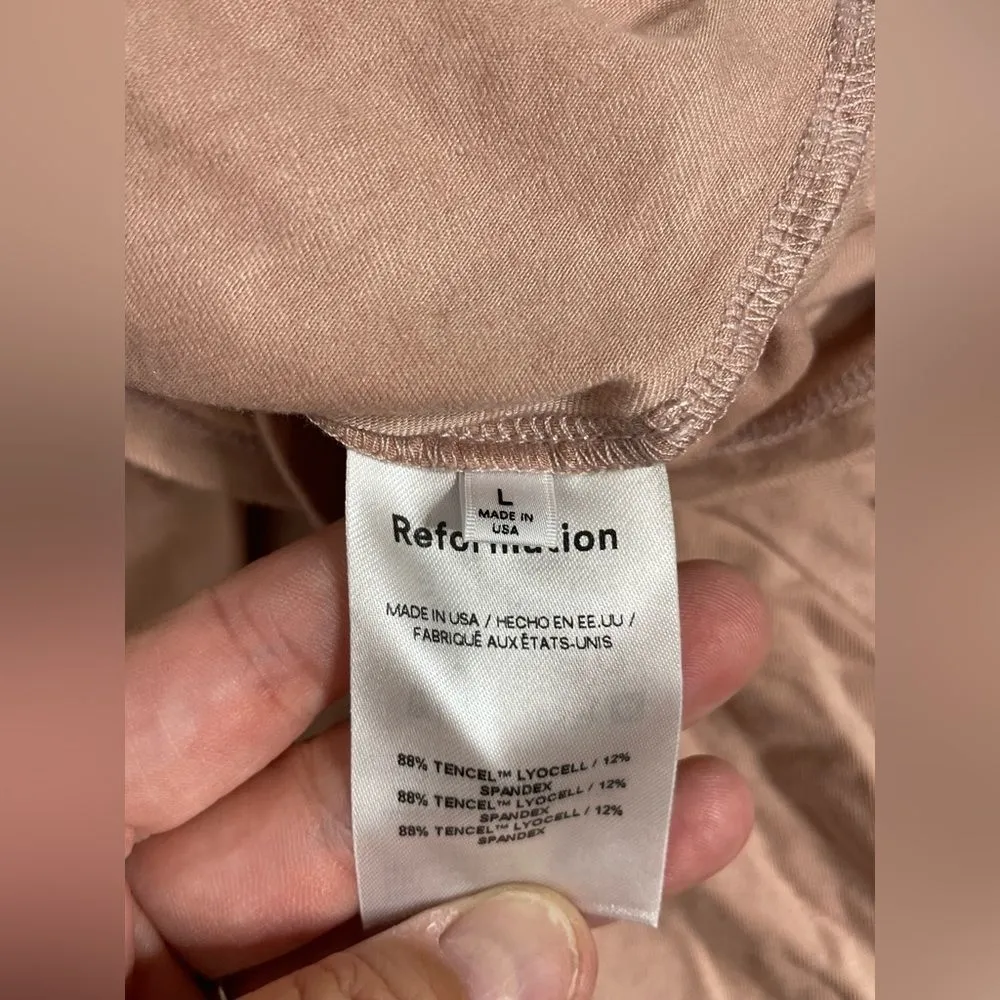 L
MADE IN
USA
Reformation
MADE IN USA / HECHO EN EE.UU /
FABRIQUÉ AUX ÉTATS-UNIS
88% TENCEL™ LYOCELL / 12%
SPANDEX
88% TENCEL™ LYOCELL / 12%
SPANDEX
88% TENCEL™ LYOCELL / 12%
SPANDEX